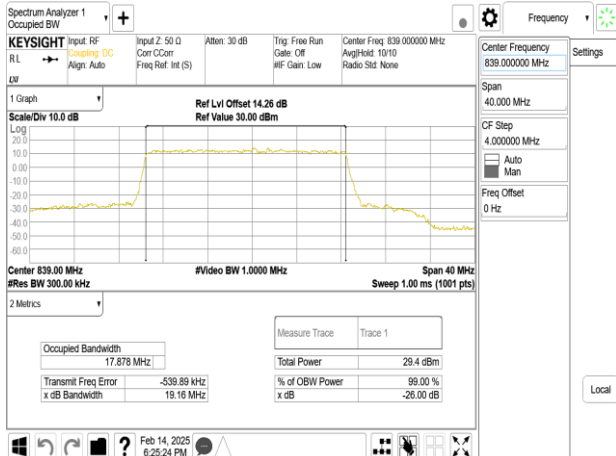 Spectrum Analyzer 1
Occupied BW
KEYSIGHT
RL
Input: RF
Coupling: DC
Align: Auto
Input Z: 50 Ω
Corr CCorr
Freq Ref: Int (S)
Atten: 30 dB
Trig: Free Run
Gate: Off
#IF Gain: Low
Center Freq: 839.000000 MHz
Avg|Hold: 10/10
Radio Std: None
LXI
1 Graph
Scale/Div 10.0 dB
Ref Lvl Offset 14.26 dB
Ref Value 30.00 dBm
Log
20.0
10.0
0.00
-10.0
-20.0
-30.0
-40.0
-50.0
-60.0
Center 839.00 MHz
#Res BW 300.00 kHz
#Video BW 1.0000 MHz
Span 40 MHz
Sweep 1.00 ms (1001 pts)
2 Metrics
Measure Trace
Trace 1
Occupied Bandwidth
17.878 MHz
Total Power
29.4 dBm
Transmit Freq Error
-539.89 kHz
% of OBW Power
99.00 %
x dB Bandwidth
19.16 MHz
x dB
-26.00 dB
?
Feb 14, 2025
6:25:24 PM
Frequency
Center Frequency
839.000000 MHz
Settings
Span
40.000 MHz
CF Step
4.000000 MHz
Auto
Man
Freq Offset
0 Hz
Local